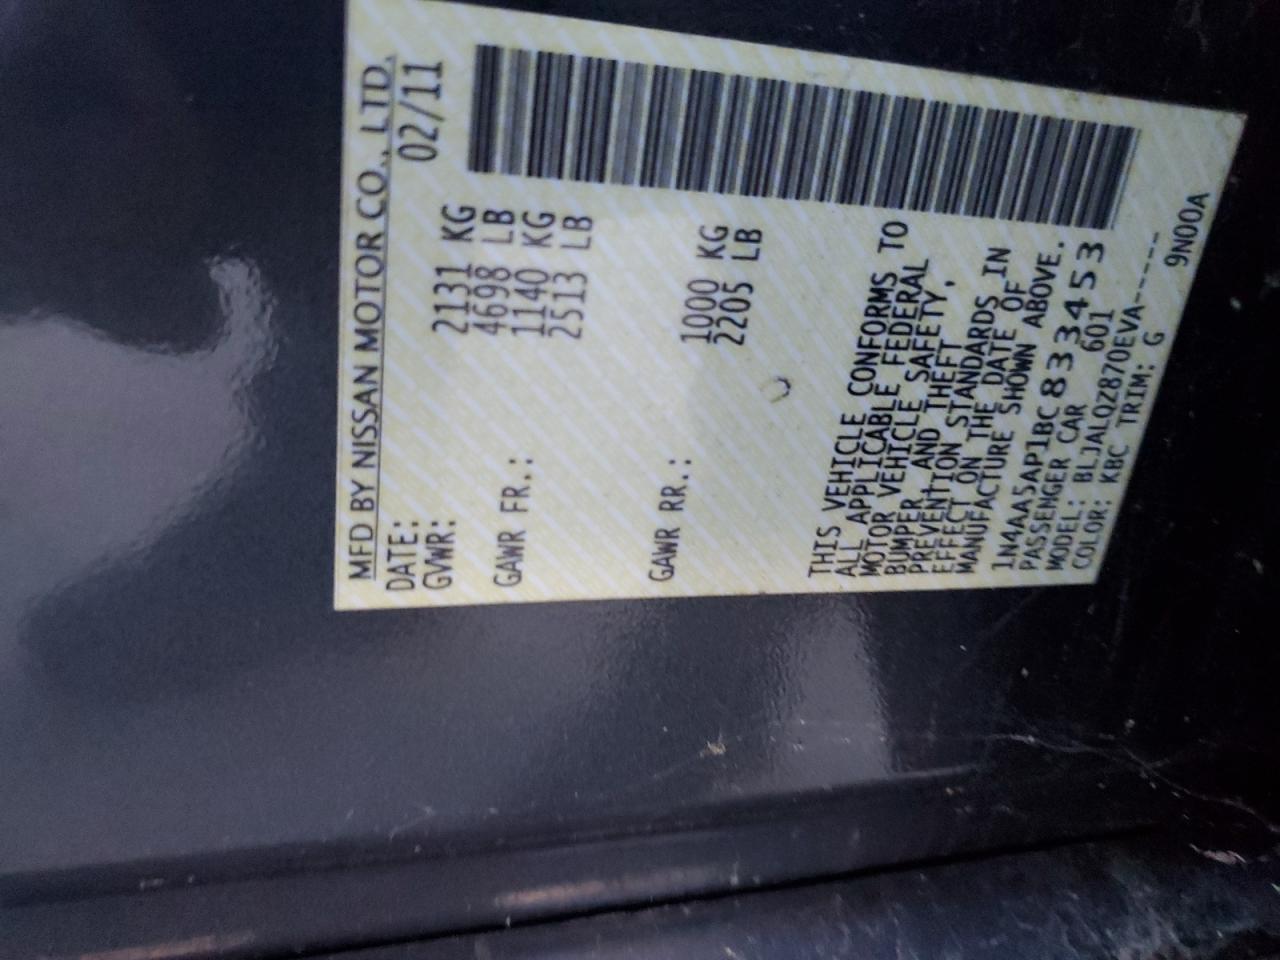 MFD BY NISSAN MOTOR CO., LTD.
DATE: 02/11
GVWR: 2131 KG
4698 LB
GAWR FR.: 1140 KG
2513 LB
GAWR RR.: 1000 KG
2205 LB
THIS VEHICLE CONFORMS TO
ALL APPLICABLE FEDERAL
MOTOR VEHICLE SAFETY,
BUMPER AND THEFT
PREVENTION STANDARDS IN
EFFECT ON THE DATE OF
MANUFACTURE SHOWN ABOVE.
1N4AA5AP1BC833453
PASSENGER CAR 601
MODEL: BLJALQZ870EVA-----
COLOR: KBC TRIM: G 9N00A